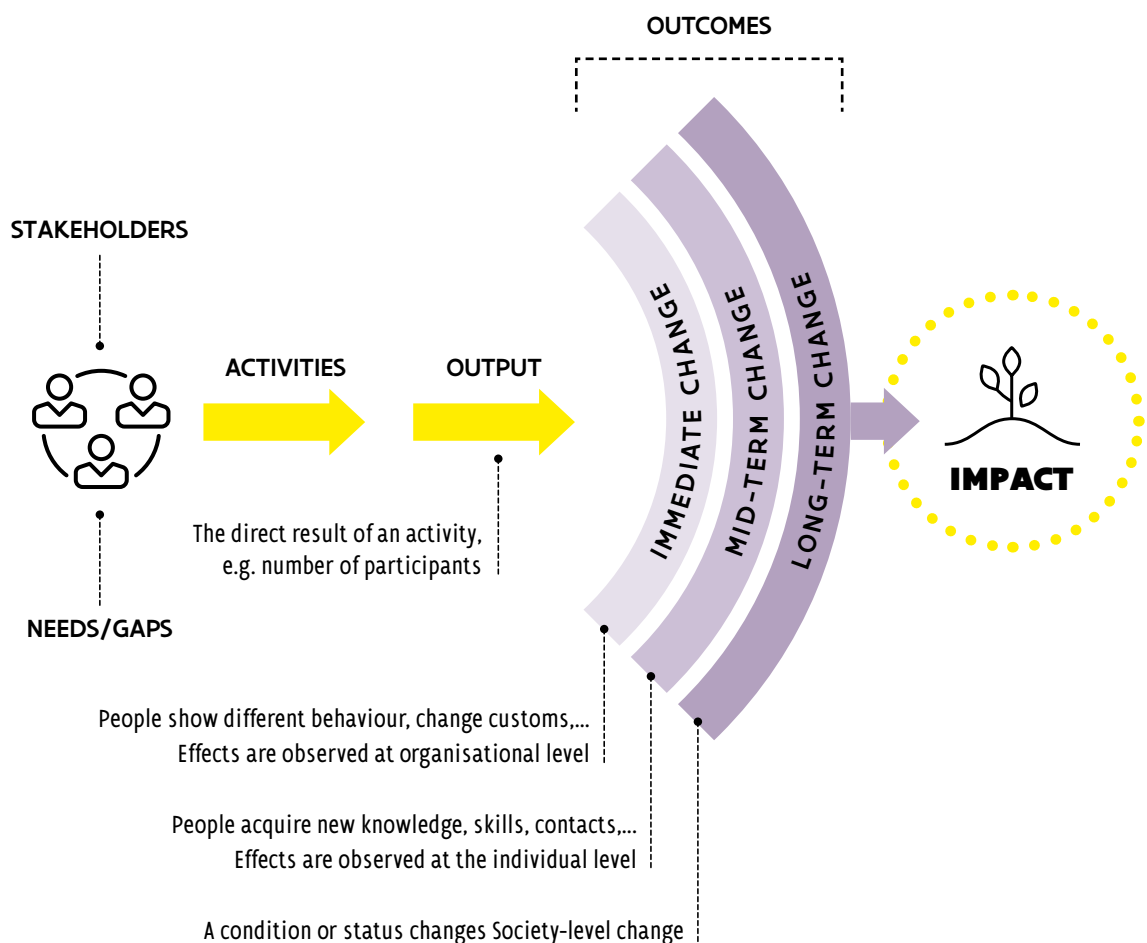 OUTCOMES
STAKEHOLDERS
ACTIVITIES
OUTPUT
IMMEDIATE CHANGE
MID-TERM CHANGE
LONG-TERM CHANGE
IMPACT
The direct result of an activity,
e.g. number of participants
NEEDS/GAPS
People show different behaviour, change customs,...
Effects are observed at organisational level
People acquire new knowledge, skills, contacts,...
Effects are observed at the individual level
A condition or status changes Society-level change